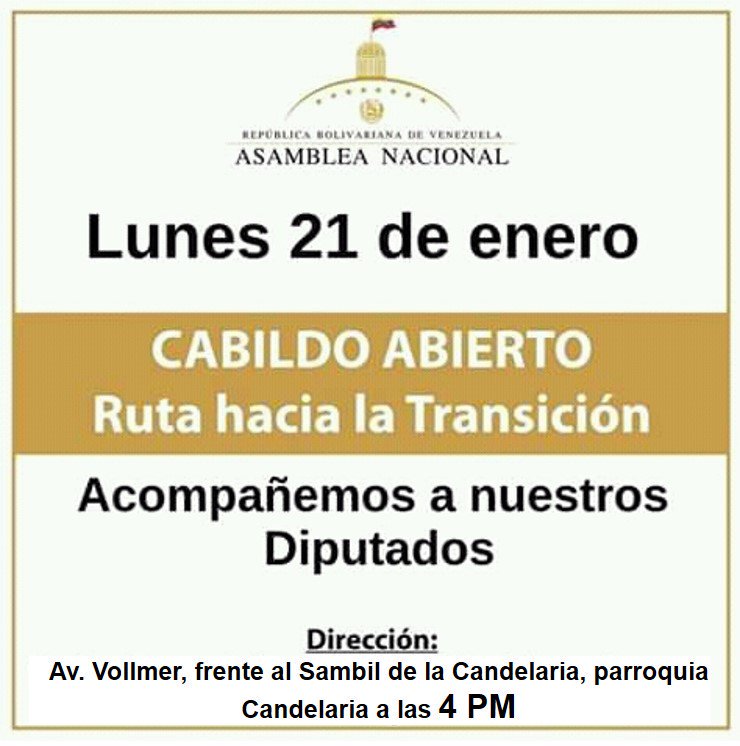 REPÚBLICA BOLIVARIANA DE VENEZUELA
ASAMBLEA NACIONAL
Lunes 21 de enero
CABILDO ABIERTO
Ruta hacia la Transición
Acompañemos a nuestros
Diputados
Dirección:
Av. Vollmer, frente al Sambil de la Candelaria, parroquia
Candelaria a las 4 PM